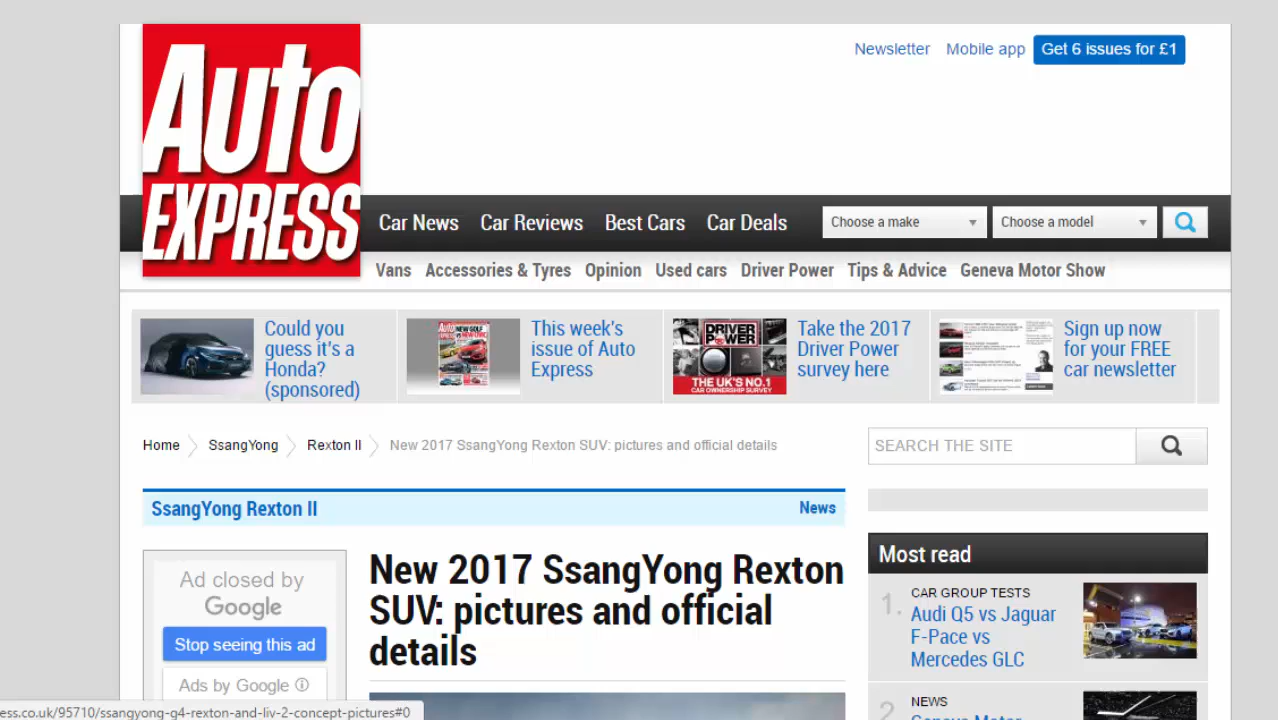 Auto
EXPRESS
Newsletter Mobile app Get 6 issues for £1
Car News Car Reviews Best Cars Car Deals Choose a make Choose a model
Vans Accessories & Tyres Opinion Used cars Driver Power Tips & Advice Geneva Motor Show
Could you
guess it's a
Honda?
(sponsored)
This week's
issue of Auto
Express
DRIVER
POWER
THE UK'S NO.1
CAR OWNERSHIP SURVEY
Take the 2017
Driver Power
survey here
Sign up now
for your FREE
car newsletter
Home SsangYong Rexton II New 2017 SsangYong Rexton SUV: pictures and official details
SEARCH THE SITE
SsangYong Rexton II News
Ad closed by
Google
Stop seeing this ad
Ads by Google
New 2017 SsangYong Rexton
SUV: pictures and official
details
Most read
1. CAR GROUP TESTS
Audi Q5 vs Jaguar
F-Pace vs
Mercedes GLC
2 NEWS
Geneva Motor
ess.co.uk/95710/ssangyong-g4-rexton-and-liv-2-concept-pictures#0